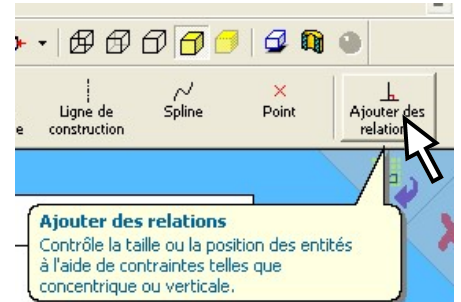 e
Ligne de
construction
Spline
Point
Ajouter des
relation
Ajouter des relations
Contrôle la taille ou la position des entités
à l'aide de contraintes telles que
concentrique ou verticale.